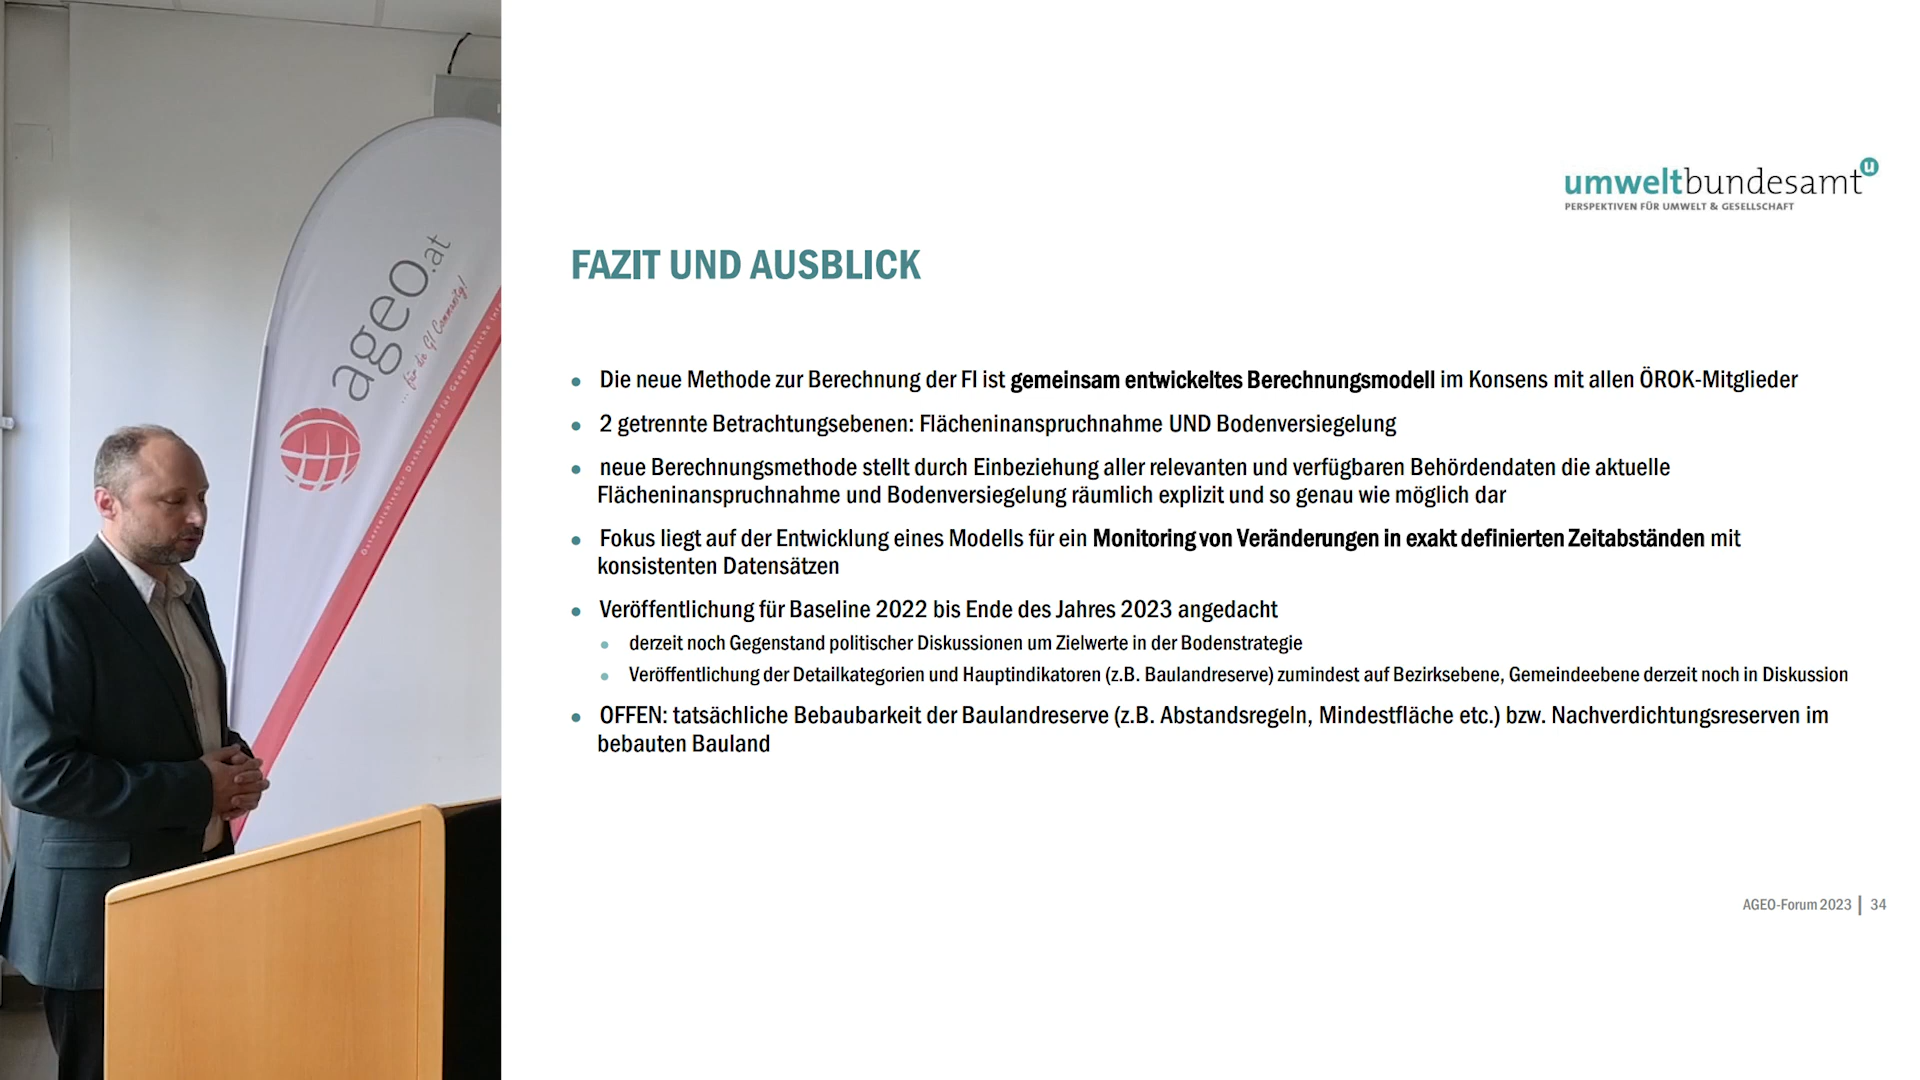 ageo.at
... für die GI Community!
Österreichischer Dachverband für Geographische
umweltbundesamt
PERSPEKTIVEN FÜR UMWELT & GESELLSCHAFT
FAZIT UND AUSBLICK
• Die neue Methode zur Berechnung der FI ist gemeinsam entwickeltes Berechnungsmodell im Konsens mit allen ÖROK-Mitglieder
• 2 getrennte Betrachtungsebenen: Flächeninanspruchnahme UND Bodenversiegelung
• neue Berechnungsmethode stellt durch Einbeziehung aller relevanten und verfügbaren Behördendaten die aktuelle
Flächeninanspruchnahme und Bodenversiegelung räumlich explizit und so genau wie möglich dar
• Fokus liegt auf der Entwicklung eines Modells für ein Monitoring von Veränderungen in exakt definierten Zeitabständen mit
konsistenten Datensätzen
• Veröffentlichung für Baseline 2022 bis Ende des Jahres 2023 angedacht
• derzeit noch Gegenstand politischer Diskussionen um Zielwerte in der Bodenstrategie
• Veröffentlichung der Detailkategorien und Hauptindikatoren (z.B. Baulandreserve) zumindest auf Bezirksebene, Gemeindeebene derzeit noch in Diskussion
• OFFEN: tatsächliche Bebaubarkeit der Baulandreserve (z.B. Abstandsregeln, Mindestfläche etc.) bzw. Nachverdichtungsreserven im
bebauten Bauland
AGEO-Forum 2023 | 34